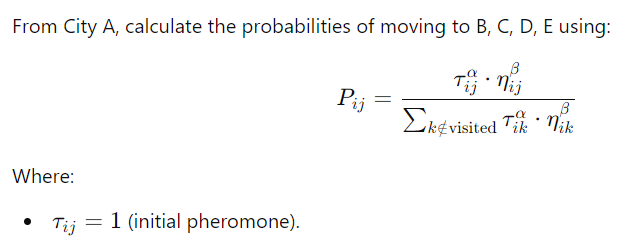 From City A, calculate the probabilities of moving to B, C, D, E using:
$$P_{ij} = \frac{\tau_{ij}^{\alpha} \cdot \eta_{ij}^{\beta}}{\sum_{k \notin \text{visited}} \tau_{ik}^{\alpha} \cdot \eta_{ik}^{\beta}}$$
Where:
• $\tau_{ij} = 1$ (initial pheromone).